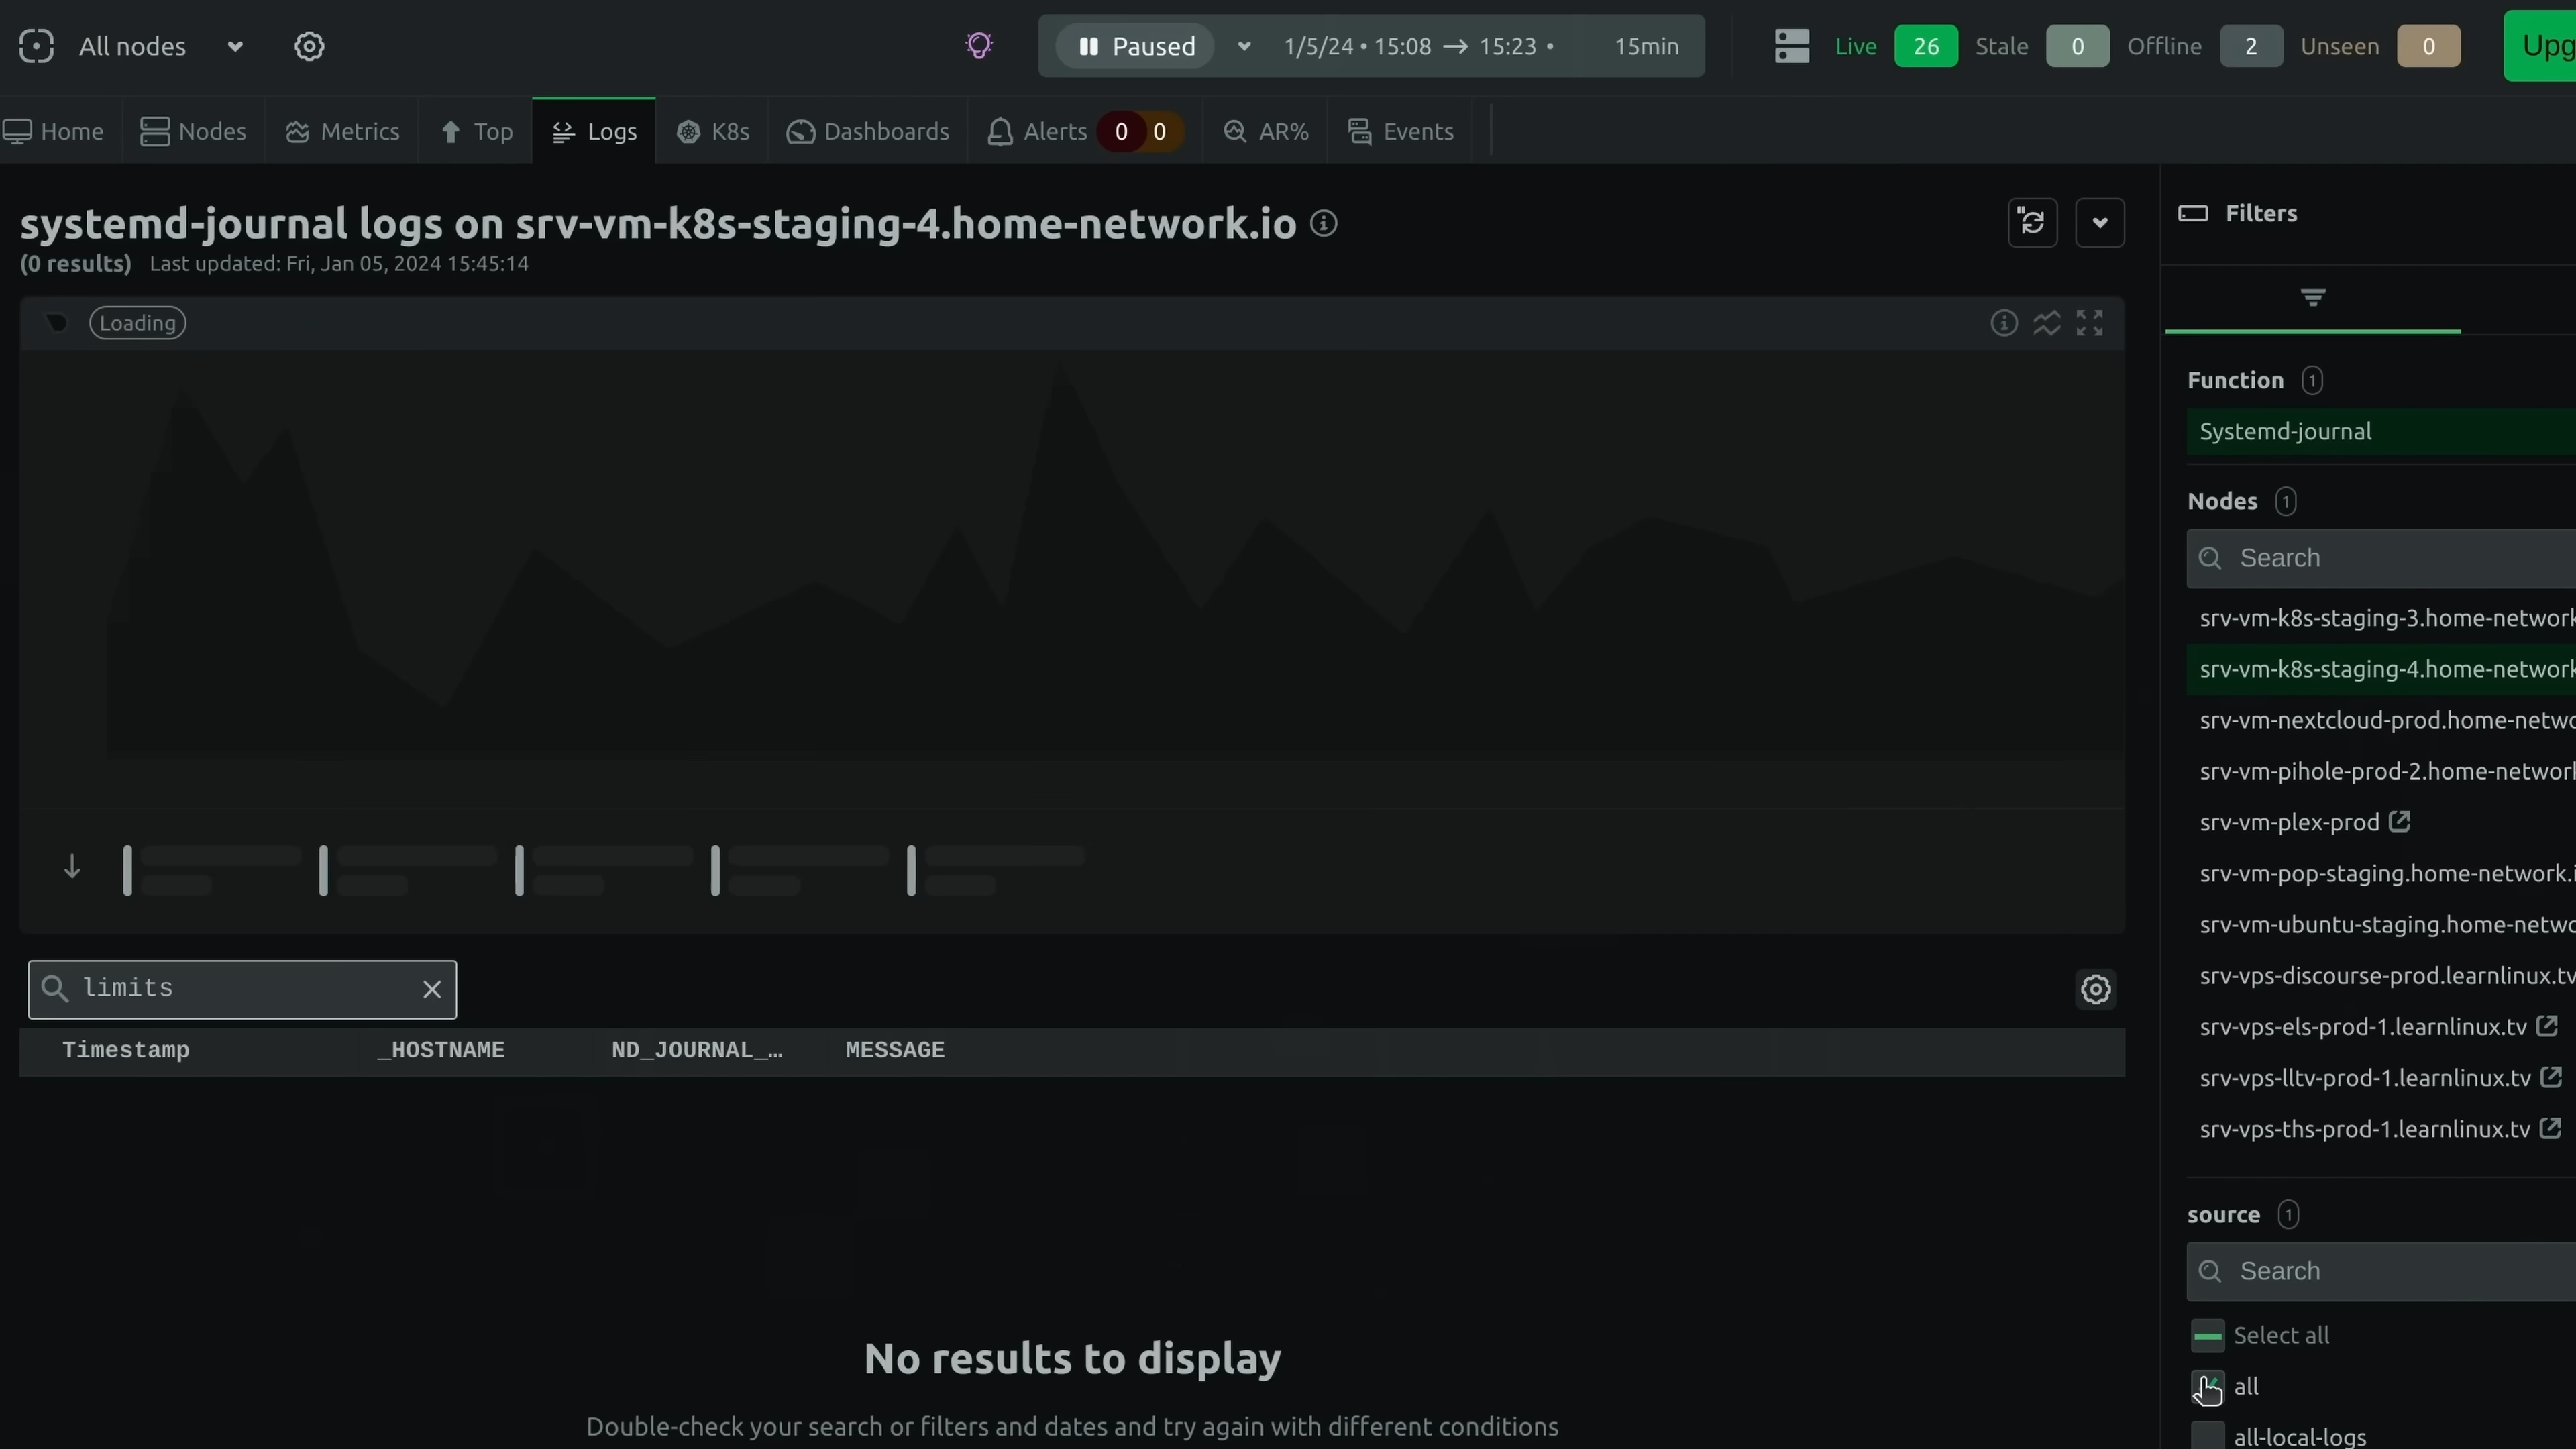 All nodes
Paused 1/5/24 • 15:08 → 15:23 • 15min
Live 26 Stale 0 Offline 2 Unseen 0
Upg
Home Nodes Metrics Top Logs K8s Dashboards Alerts 0 0 AR% Events
systemd-journal logs on srv-vm-k8s-staging-4.home-network.io
(0 results) Last updated: Fri, Jan 05, 2024 15:45:14
Loading
limits
Timestamp _HOSTNAME ND_JOURNAL_… MESSAGE
No results to display
Double-check your search or filters and dates and try again with different conditions
Filters
Function 1
Systemd-journal
Nodes 1
Search
srv-vm-k8s-staging-3.home-network
srv-vm-k8s-staging-4.home-network
srv-vm-nextcloud-prod.home-netwo
srv-vm-pihole-prod-2.home-network
srv-vm-plex-prod
srv-vm-pop-staging.home-network.i
srv-vm-ubuntu-staging.home-netwo
srv-vps-discourse-prod.learnlinux.tv
srv-vps-els-prod-1.learnlinux.tv
srv-vps-lltv-prod-1.learnlinux.tv
srv-vps-ths-prod-1.learnlinux.tv
source 1
Search
Select all
all
all-local-logs